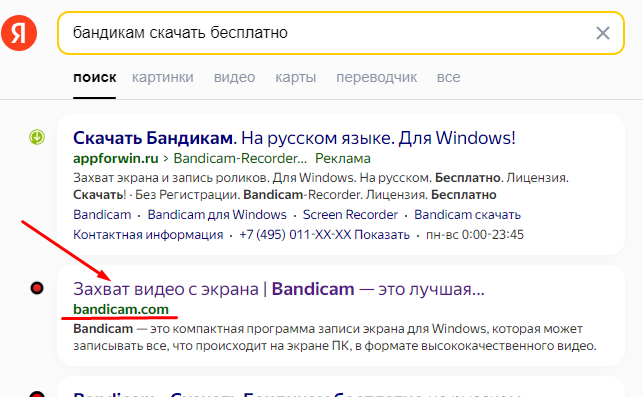 Я
бандикам скачать бесплатно
поиск картинки видео карты переводчик все
Скачать Бандикам. На русском языке. Для Windows!
appforwin.ru › Bandicam-Recorder... Реклама
Захват экрана и запись роликов. Для Windows. На русском. Бесплатно. Лицензия.
Скачать! · Без Регистрации. Bandicam-Recorder. Лицензия. Бесплатно
Bandicam · Bandicam для Windows · Screen Recorder · Bandicam скачать
Контактная информация · +7 (495) 011-XX-XX Показать · пн-вс 0:00-23:45
Захват видео с экрана | Bandicam — это лучшая...
bandicam.com
Bandicam — это компактная программа записи экрана для Windows, которая может
записывать все, что происходит на экране ПК, в формате высококачественного видео.